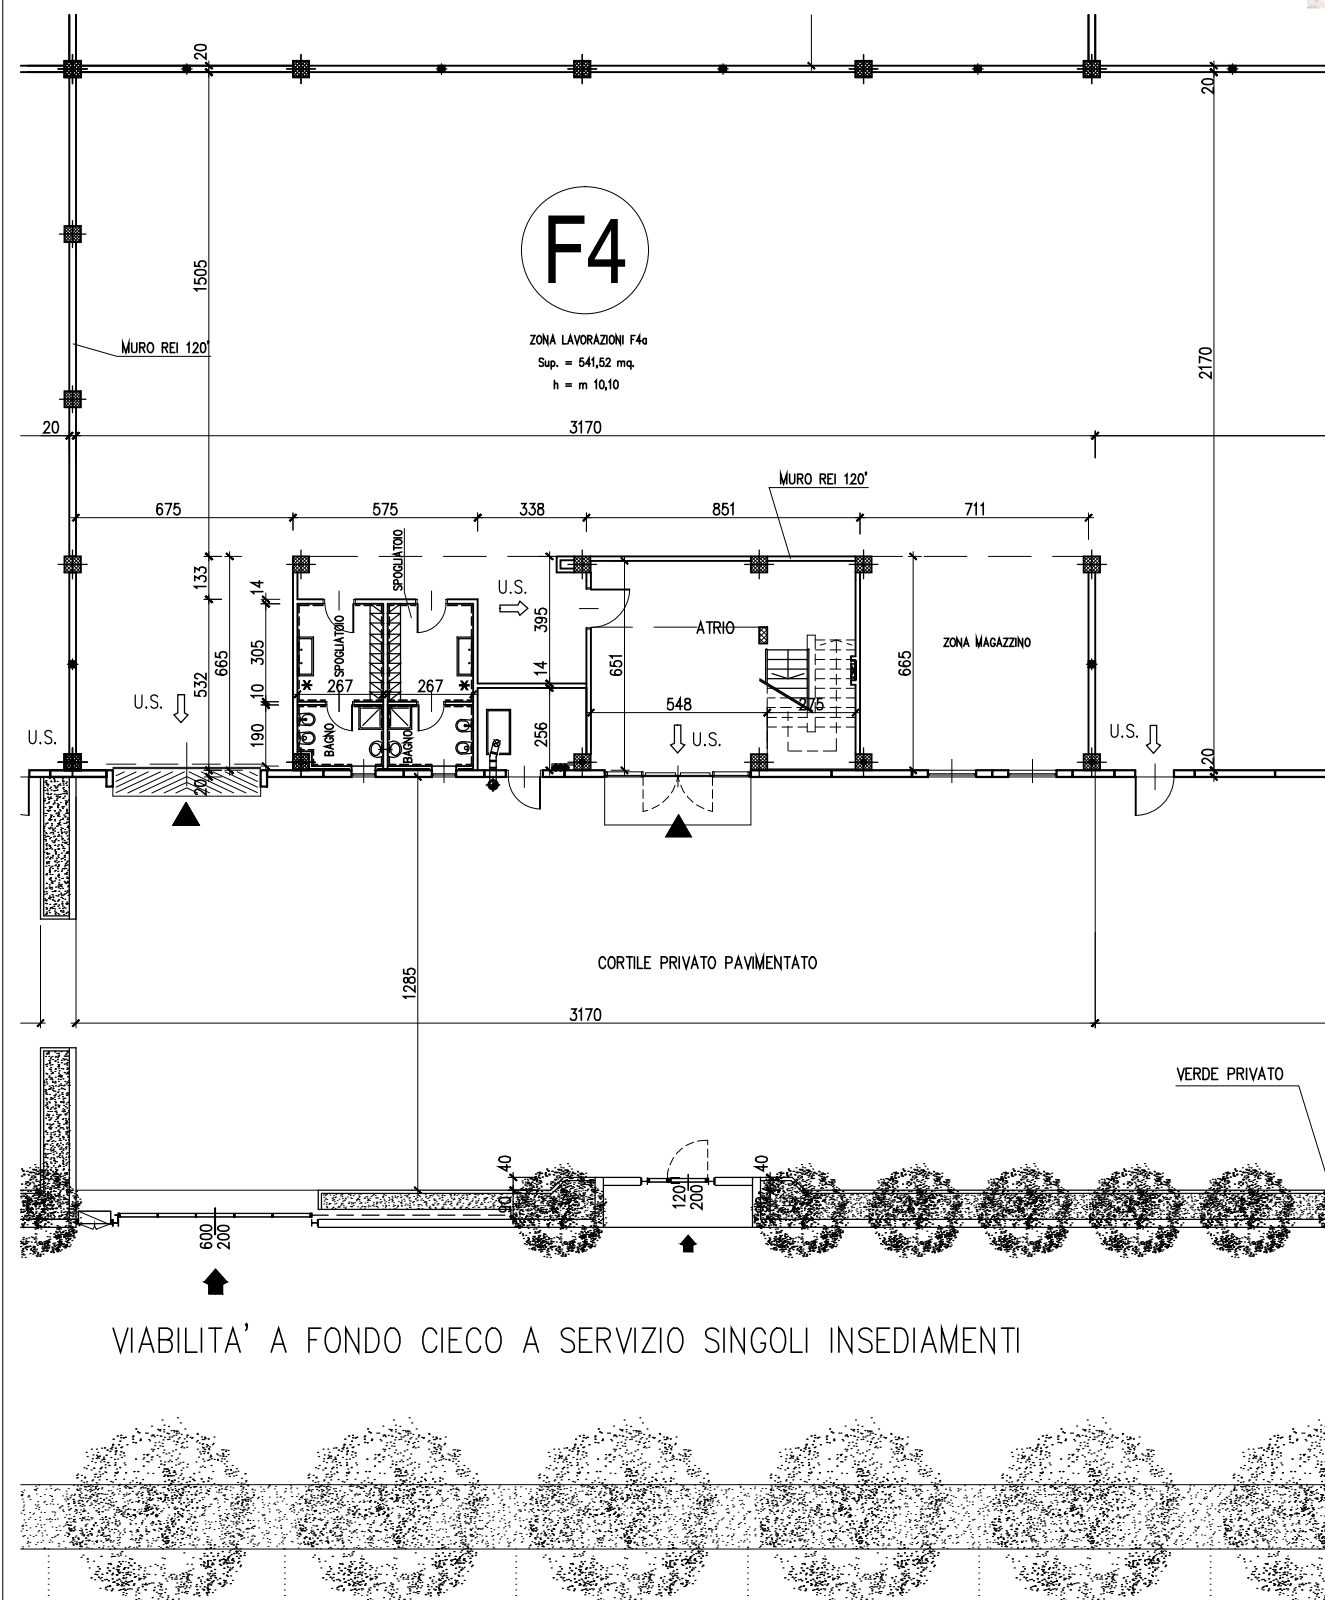 20
20
1505
F4
MURO REI 120'
ZONA LAVORAZIONI F4a
Sup. = 541,52 mq.
h = m 10,10
2170
20
3170
MURO REI 120'
675
575
338
851
711
133
14
SPOGLIATOIO
U.S.
395
ATRIO
ZONA MAGAZZINO
305
665
532
SPOGLIATOIO
651
665
14
10
267
267
U.S.
548
275
U.S.
U.S.
U.S.
190
BAGNO
BAGNO
256
20
20
CORTILE PRIVATO PAVIMENTATO
1285
3170
VERDE PRIVATO
40
40
90
120
200
600
200
VIABILITA' A FONDO CIECO A SERVIZIO SINGOLI INSEDIAMENTI